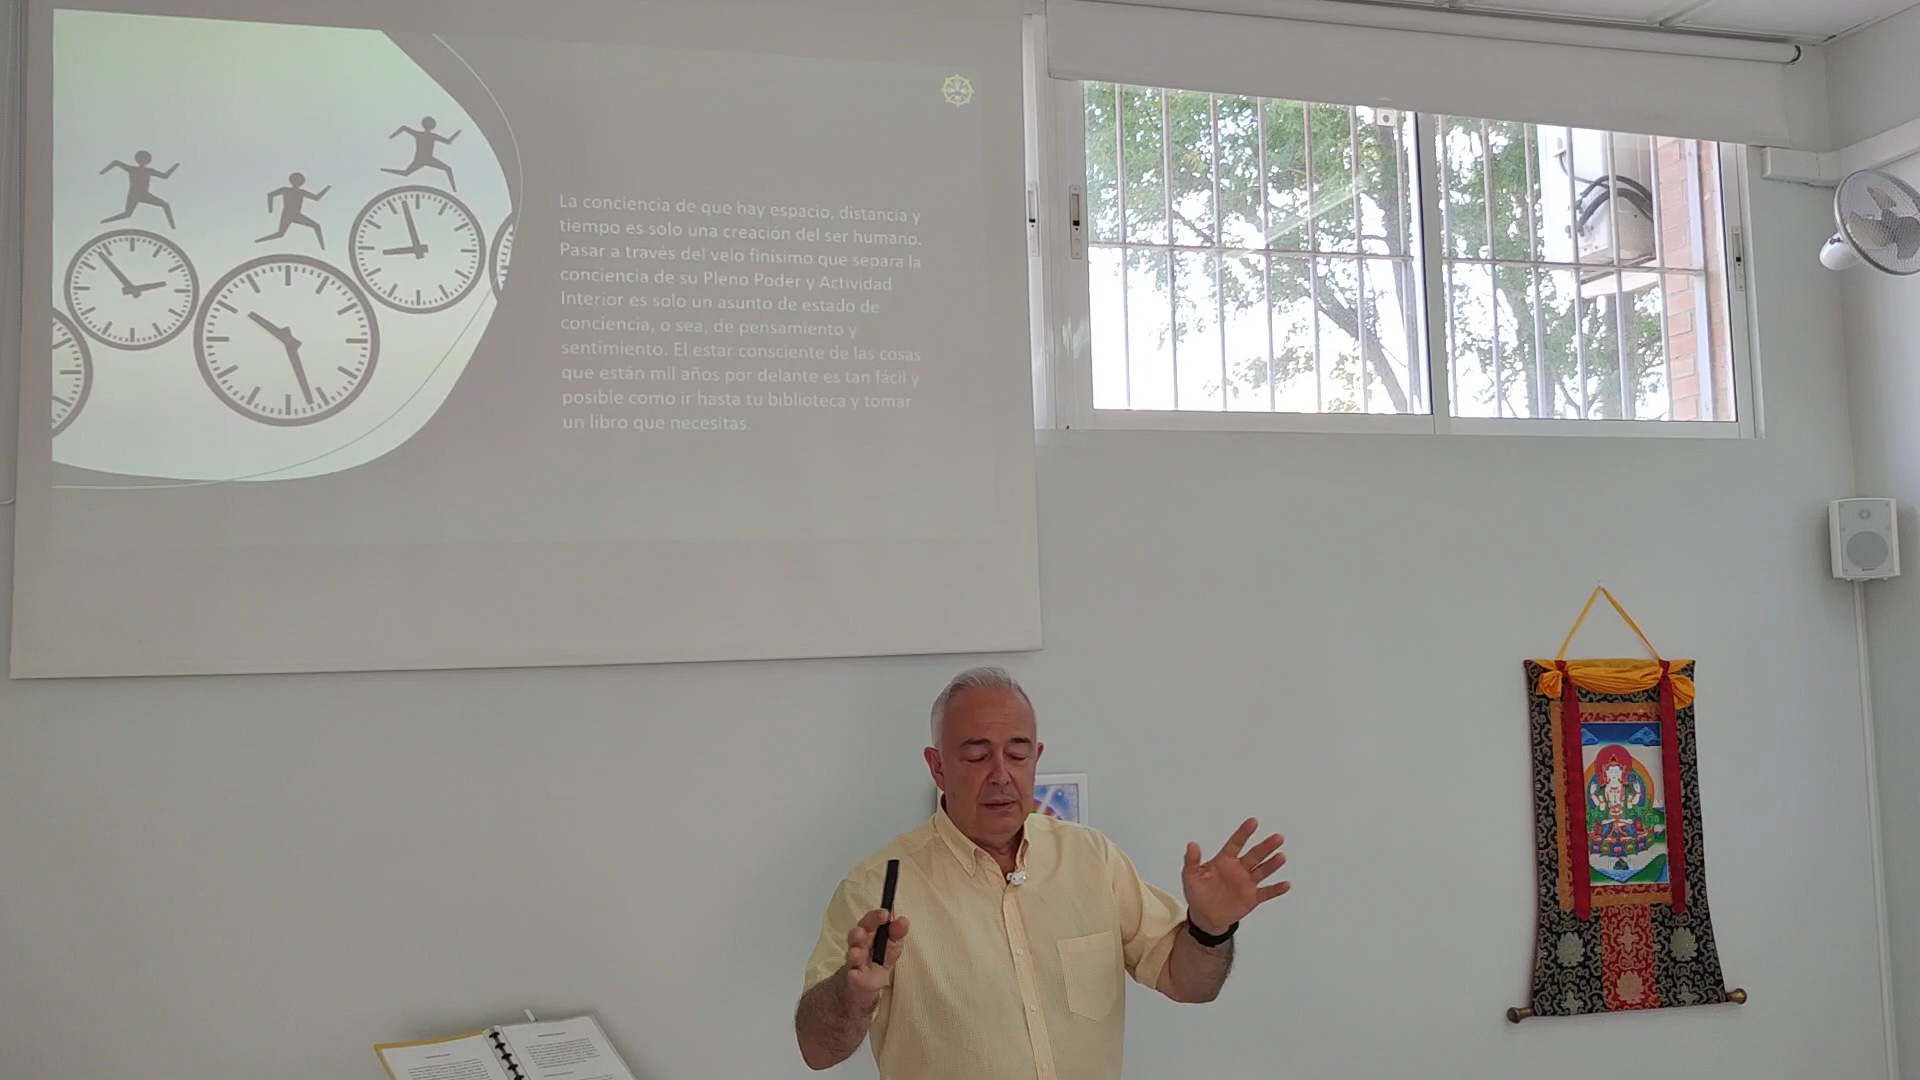 La conciencia de que hay espacio, distancia y
tiempo es solo una creación del ser humano.
Pasar a través del velo finísimo que separa la
conciencia de su Pleno Poder y Actividad
Interior es solo un asunto de estado de
conciencia, o sea, de pensamiento y
sentimiento. El estar consciente de las cosas
que están mil años por delante es tan fácil y
posible como ir hasta tu biblioteca y tomar
un libro que necesitas.